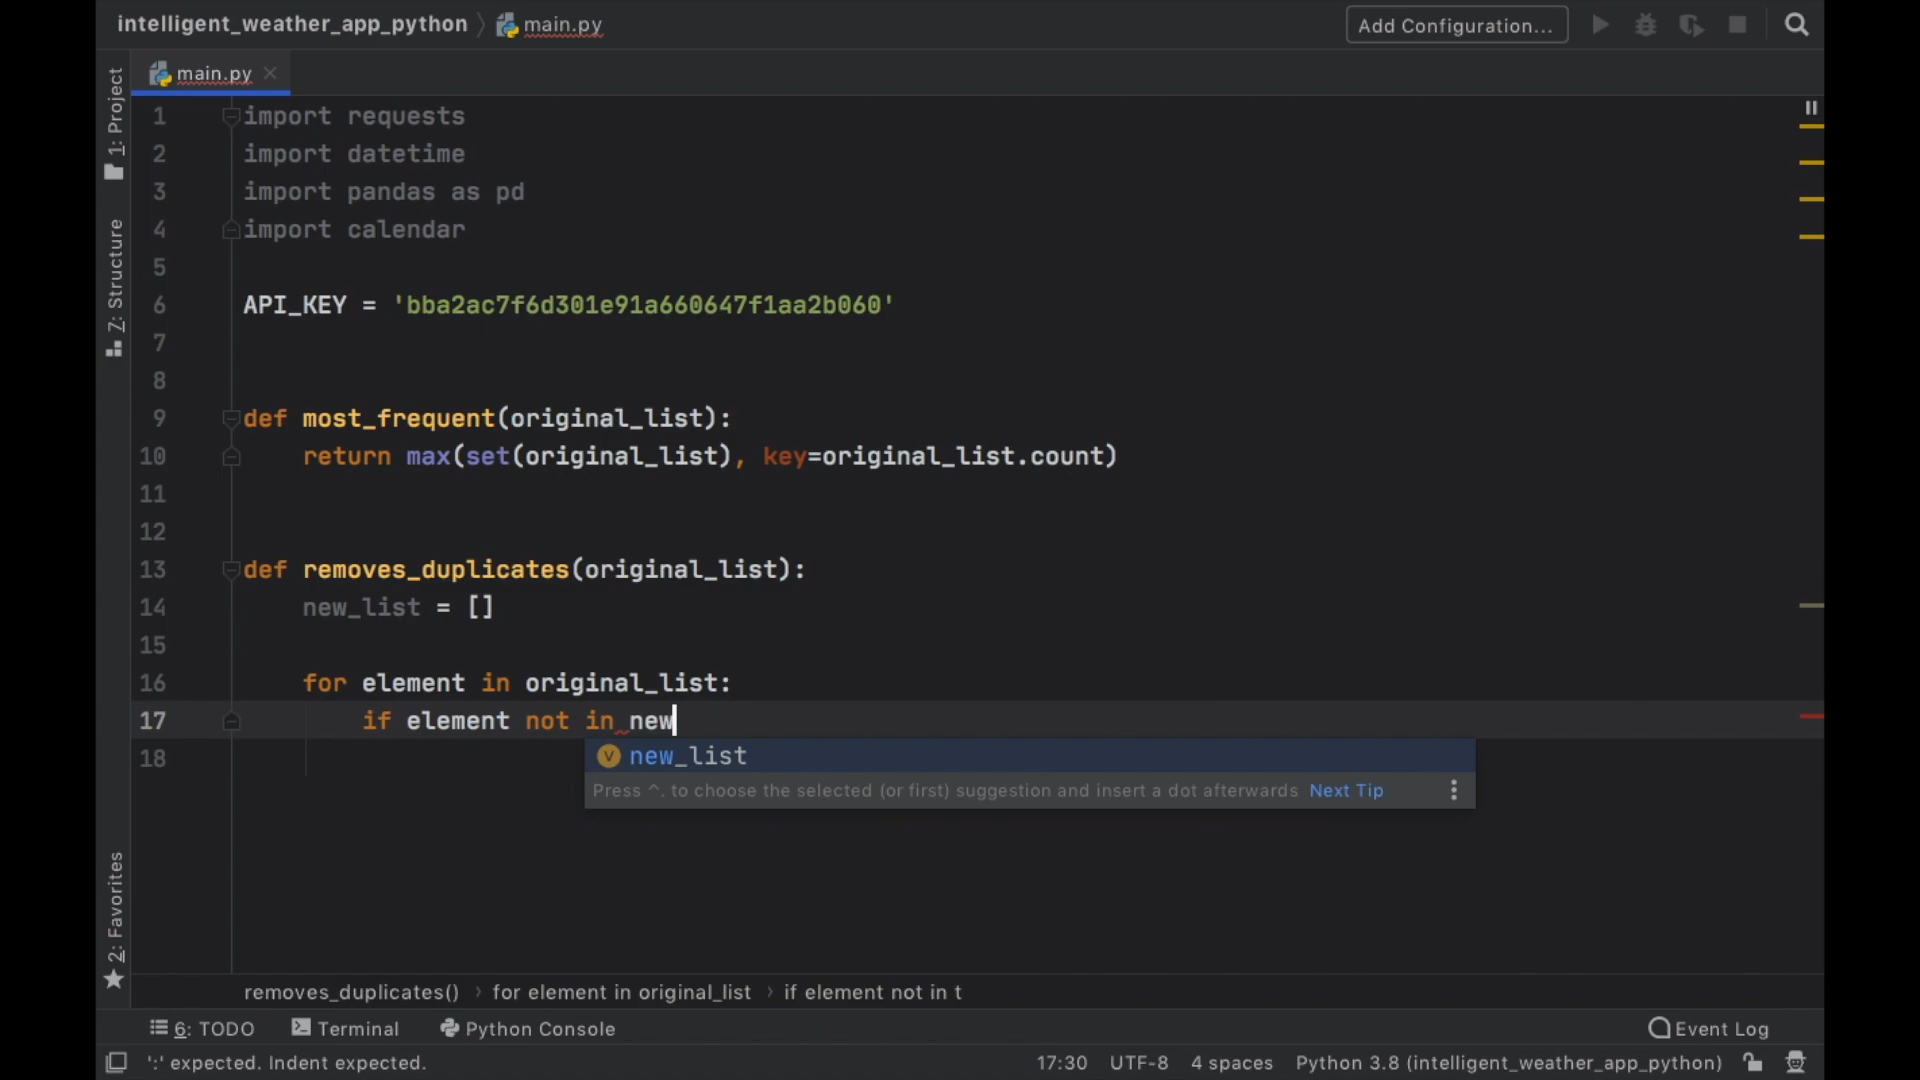 intelligent_weather_app_python
main.py
Add Configuration...
main.py
1: Project
7: Structure
2: Favorites
1 import requests
2 import datetime
3 import pandas as pd
4 import calendar
5
6 API_KEY = 'bba2ac7f6d301e91a660647f1aa2b060'
7
8
9 def most_frequent(original_list):
10 return max(set(original_list), key=original_list.count)
11
12
13 def removes_duplicates(original_list):
14 new_list = []
15
16 for element in original_list:
17 if element not in new
18
v new_list
Press ^. to choose the selected (or first) suggestion and insert a dot afterwards Next Tip
removes_duplicates() › for element in original_list › if element not in t
6: TODO Terminal Python Console Event Log
':' expected. Indent expected. 17:30 UTF-8 4 spaces Python 3.8 (intelligent_weather_app_python)